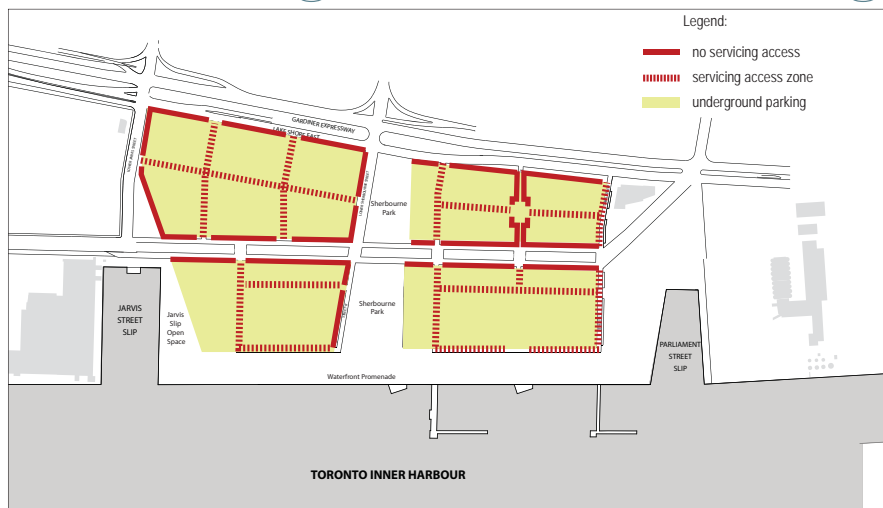 Legend:
no servicing access
servicing access zone
underground parking
GARDINER EXPRESSWAY
LAKE SHORE EAST
Sherbourne
Park
JARVIS
STREET
SLIP
Jarvis
Slip
Open
Space
Sherbourne
Park
PARLIAMENT
STREET
SLIP
Waterfront Promenade
TORONTO INNER HARBOUR